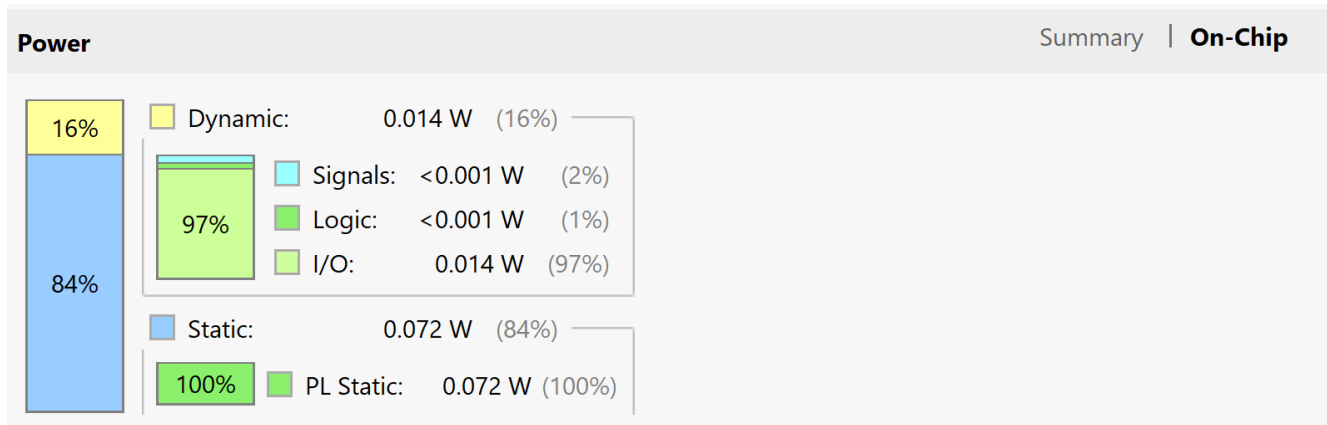 Power Summary | On-Chip
16% Dynamic: 0.014 W (16%)
Signals: <0.001 W (2%)
97% Logic: <0.001 W (1%)
I/O: 0.014 W (97%)
84%
Static: 0.072 W (84%)
100% PL Static: 0.072 W (100%)